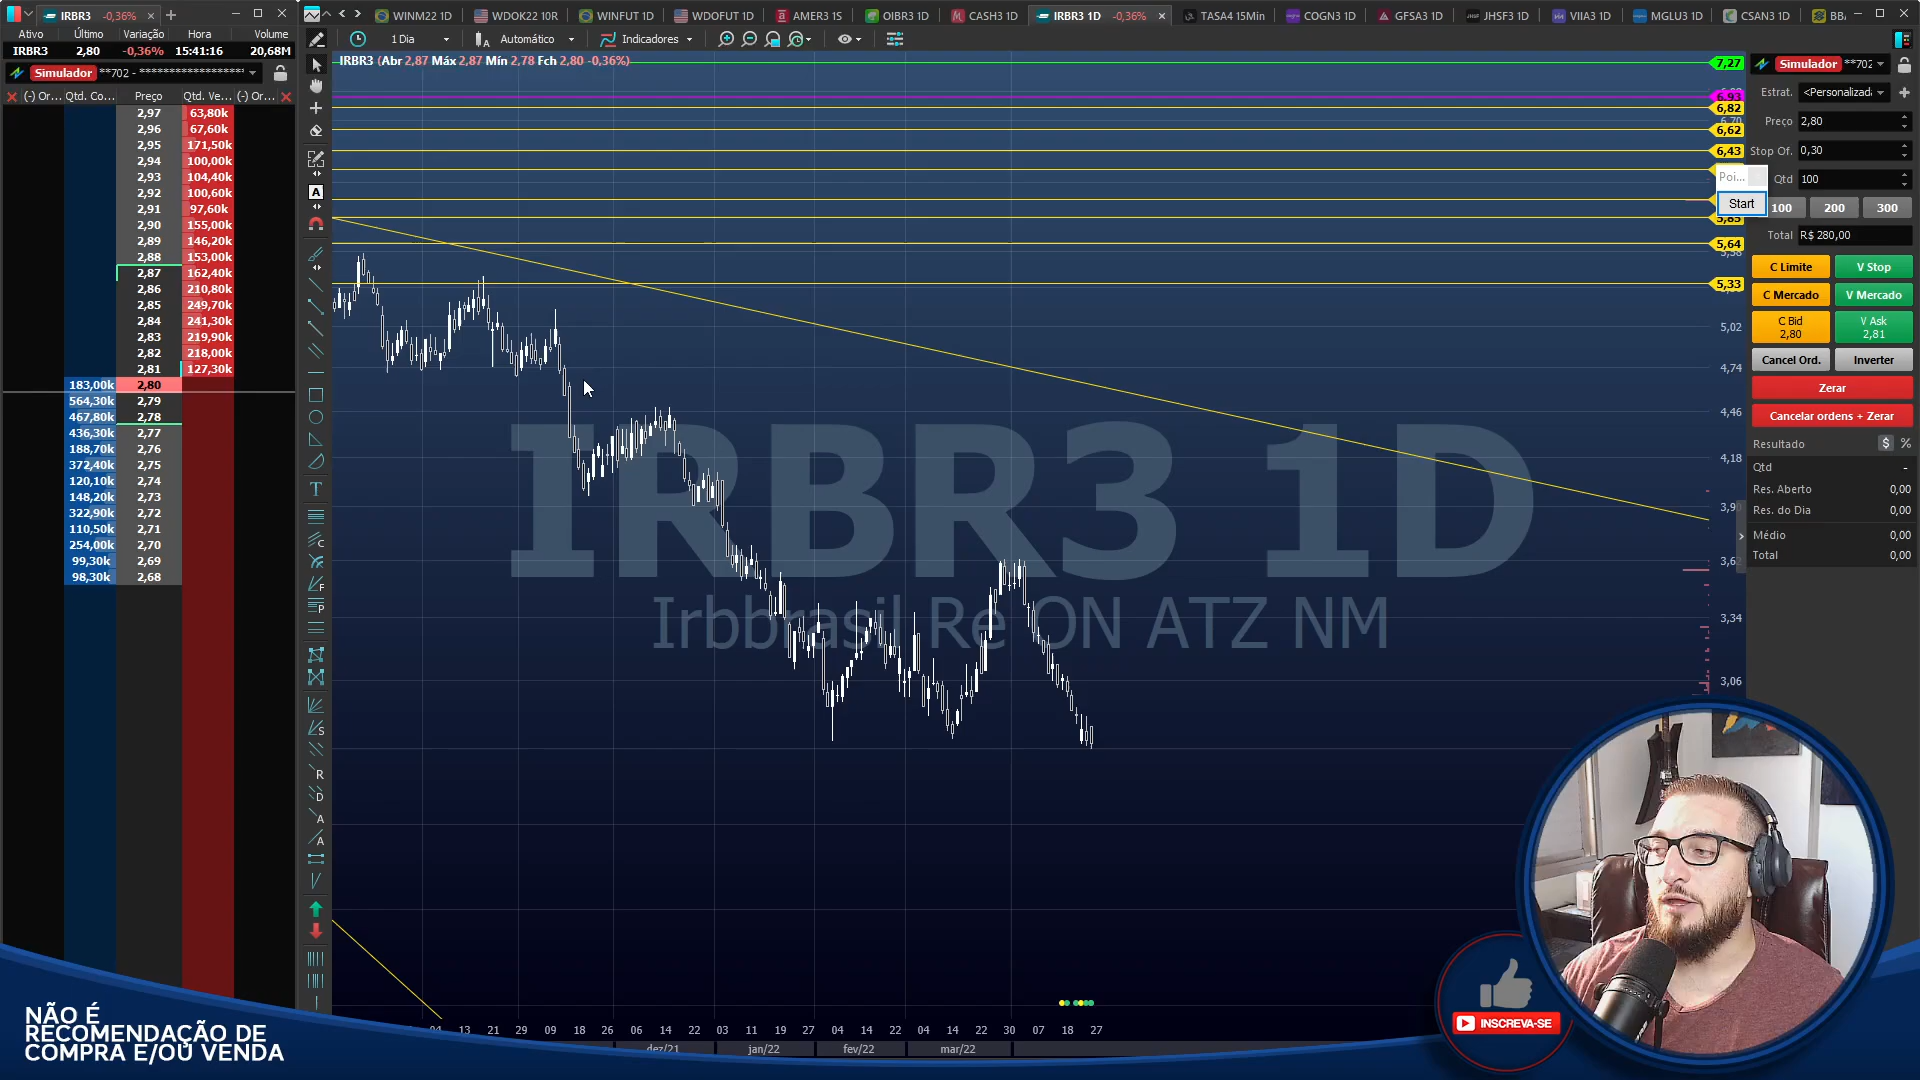 IRBR3 -0,36%
Ativo Último Variação Hora Volume
IRBR3 2,80 -0,36% 15:41:16 20,68M
Simulador **702 - ********************
(-) Or... Qtd. Co... Preço Qtd. Ve... (-) Or...
2,97 63,80k
2,96 67,60k
2,95 171,50k
2,94 100,00k
2,93 104,40k
2,92 100,60k
2,91 97,60k
2,90 155,00k
2,89 146,20k
2,88 153,00k
2,87 162,40k
2,86 210,80k
2,85 249,70k
2,84 241,30k
2,83 219,90k
2,82 218,00k
2,81 127,30k
183,00k 2,80
564,30k 2,79
467,80k 2,78
436,30k 2,77
188,70k 2,76
372,40k 2,75
120,10k 2,74
148,20k 2,73
322,90k 2,72
110,50k 2,71
254,00k 2,70
99,30k 2,69
98,30k 2,68
WINM22 1D WDOK22 10R WINFUT 1D WDOFUT 1D AMER3 1S OIBR3 1D CASH3 1D IRBR3 1D -0,36% TASA4 15Min COGN3 1D GFSA3 1D JHSF3 1D VIIA3 1D MGLU3 1D CSAN3 1D
1 Dia Automático Indicadores
IRBR3 (Abr 2,87 Máx 2,87 Mín 2,78 Fch 2,80 -0,36%)
7,27
6,93
6,82
6,62
6,43
5,64
5,33
5,02
4,74
4,46
4,18
3,34
3,06
IRBR3 1D
Irbbrasil Re ON ATZ NM
13 21 29 09 18 26 06 14 22 03 11 19 27 04 14 22 04 14 22 30 07 18 27
dez/21 jan/22 fev/22 mar/22
Simulador **702
Estrat. <Personalizada
Preço 2,80
Stop Of. 0,30
Poi...
Qtd 100
Start
100 200 300
Total R$ 280,00
C Limite V Stop
C Mercado V Mercado
C Bid V Ask
2,80 2,81
Cancel Ord. Inverter
Zerar
Cancelar ordens + Zerar
Resultado $ %
Qtd -
Res. Aberto 0,00
Res. do Dia 0,00
Médio 0,00
Total 0,00
NÃO É
RECOMENDAÇÃO DE
COMPRA E/OU VENDA
INSCREVA-SE